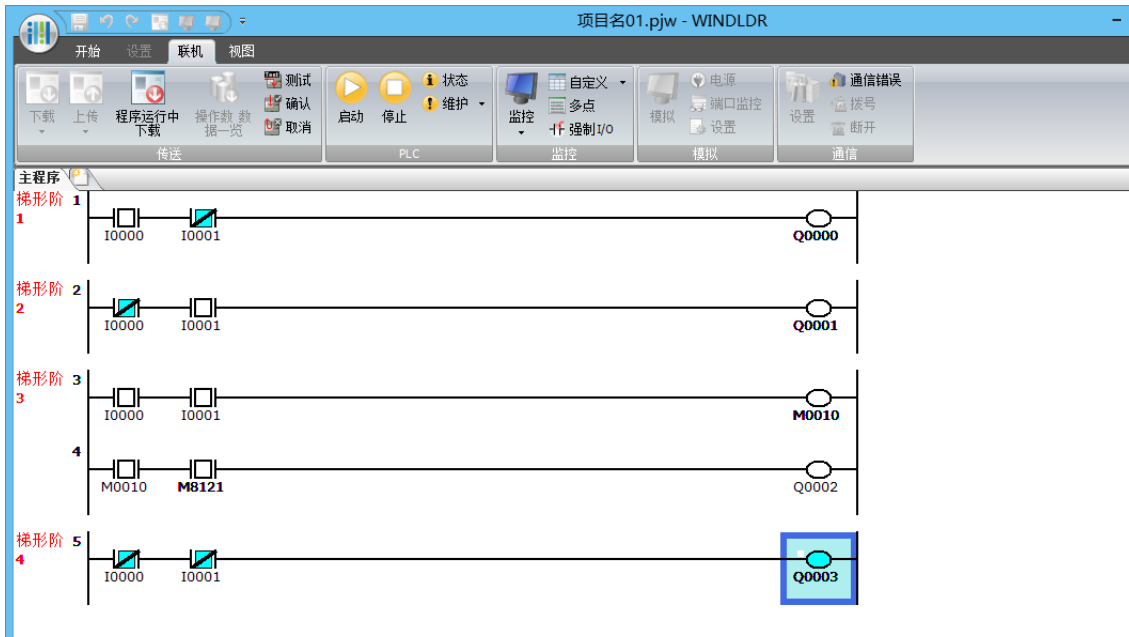 项目名01.pjw - WINDLDR
开始 设置 联机 视图
下载 上传 程序运行中下载 操作数 数据一览 测试 确认 取消
启动 停止 状态 维护
监控 自定义 多点 强制I/O
模拟 电源 端口监控 设置
设置 通信错误 拨号 断开
传送 PLC 监控 模拟 通信
主程序
梯形阶 1
1
I0000 I0001 Q0000
梯形阶 2
2
I0000 I0001 Q0001
梯形阶 3
3
I0000 I0001 M0010
4
M0010 M8121 Q0002
梯形阶 5
4
I0000 I0001 Q0003